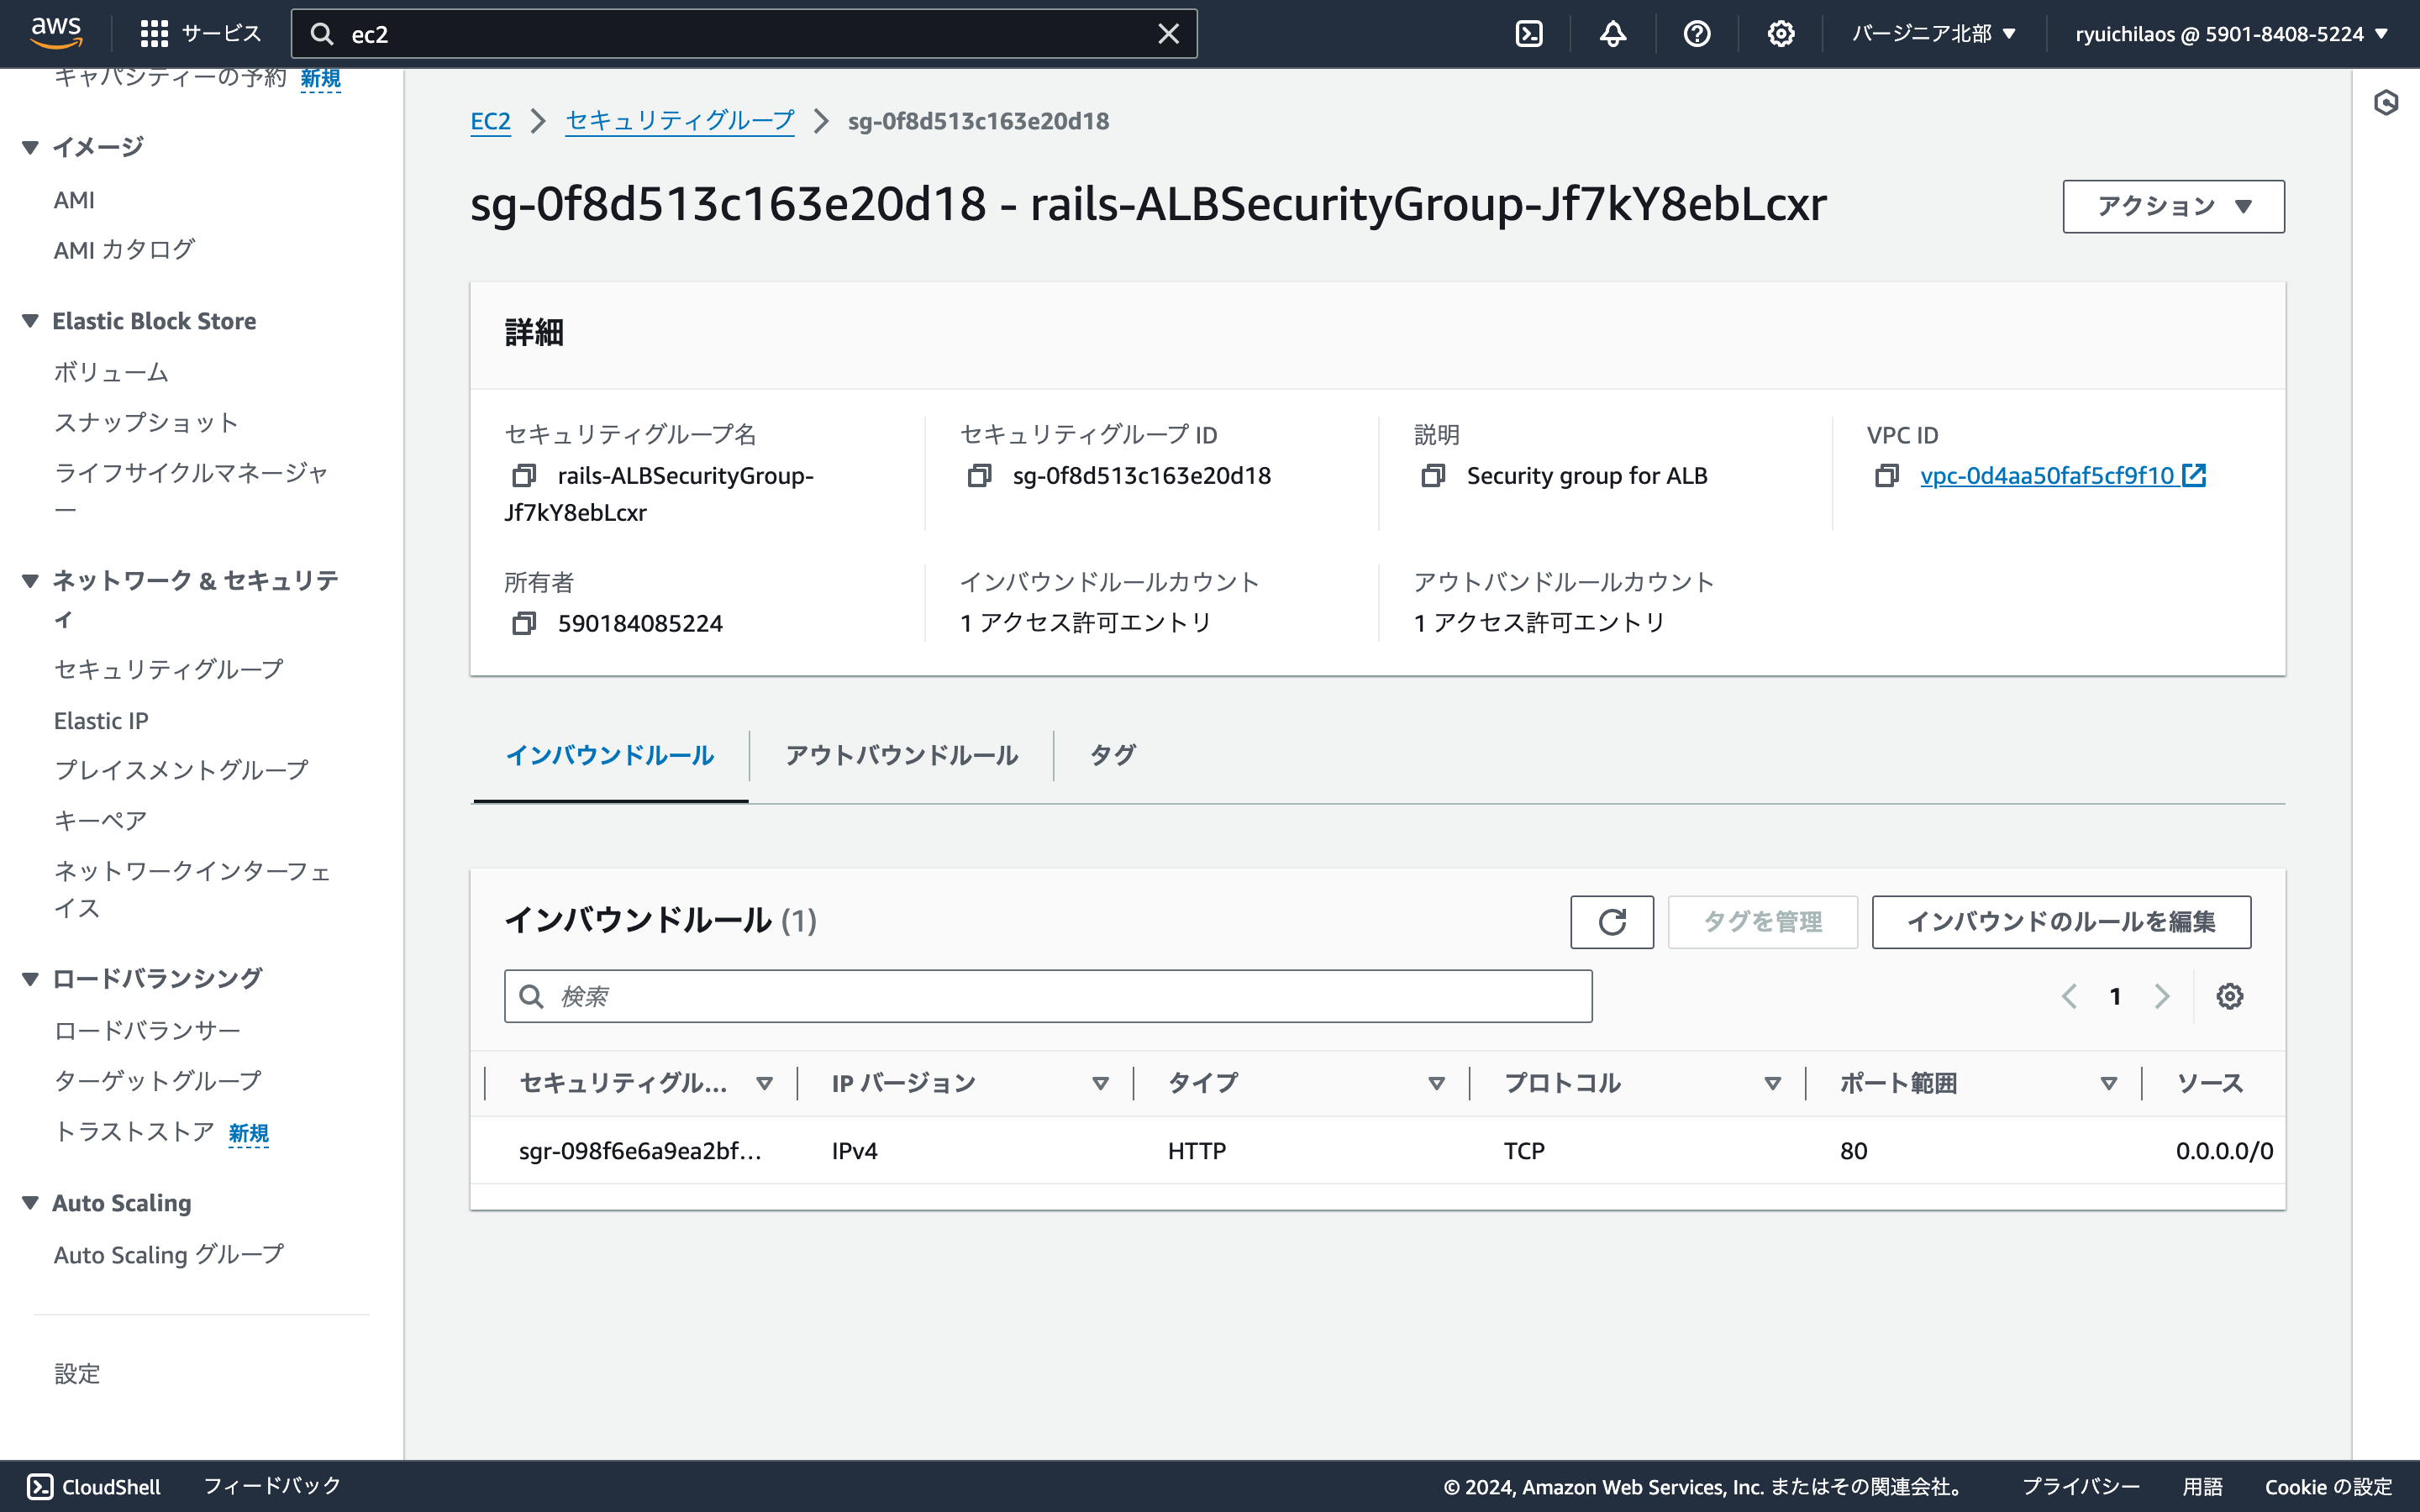 aws
サービス
ec2
バージニア北部
ryuichilaos @ 5901-8408-5224
キャパシティーの予約 新規
イメージ
AMI
AMI カタログ
Elastic Block Store
ボリューム
スナップショット
ライフサイクルマネージャ
ー
ネットワーク & セキュリテ
ィ
セキュリティグループ
Elastic IP
プレイスメントグループ
キーペア
ネットワークインターフェ
イス
ロードバランシング
ロードバランサー
ターゲットグループ
トラストストア 新規
Auto Scaling
Auto Scaling グループ
設定
EC2 > セキュリティグループ > sg-0f8d513c163e20d18
sg-0f8d513c163e20d18 - rails-ALBSecurityGroup-Jf7kY8ebLcxr
アクション
詳細
セキュリティグループ名
rails-ALBSecurityGroup-
Jf7kY8ebLcxr
セキュリティグループ ID
sg-0f8d513c163e20d18
説明
Security group for ALB
VPC ID
vpc-0d4aa50faf5cf9f10
所有者
590184085224
インバウンドルールカウント
1 アクセス許可エントリ
アウトバンドルールカウント
1 アクセス許可エントリ
インバウンドルール
アウトバウンドルール
タグ
インバウンドルール (1)
タグを管理
インバウンドのルールを編集
検索
1
セキュリティグル... IP バージョン タイプ プロトコル ポート範囲 ソース
sgr-098f6e6a9ea2bf... IPv4 HTTP TCP 80 0.0.0.0/0
CloudShell
フィードバック
© 2024, Amazon Web Services, Inc. またはその関連会社。
プライバシー
用語
Cookie の設定